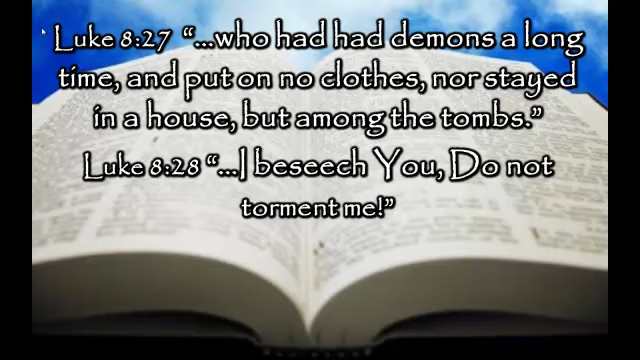 Luke 8:27 “...who had had demons a long
time, and put on no clothes, nor stayed
in a house, but among the tombs.”
Luke 8:28 “...I beseech You, Do not
torment me!”